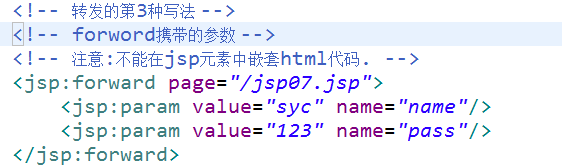 <!-- 转发的第3种写法 -->
<!-- forword携带的参数 -->
<!-- 注意:不能在jsp元素中嵌套html代码. -->
<jsp:forward page="/jsp07.jsp">
    <jsp:param value="syc" name="name"/>
    <jsp:param value="123" name="pass"/>
</jsp:forward>